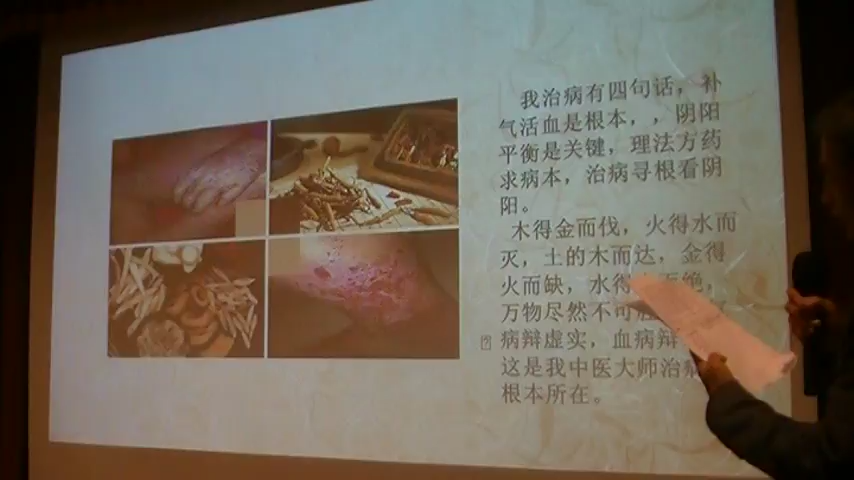 我治病有四句话，补
气活血是根本，，阴阳
平衡是关键，理法方药
求病本，治病寻根看阴
阳。
木得金而伐，火得水而
灭，土的木而达，金得
火而缺，水得 而绝，
万物尽然不可
病辩虚实，血病辩
这是我中医大师治病
根本所在。